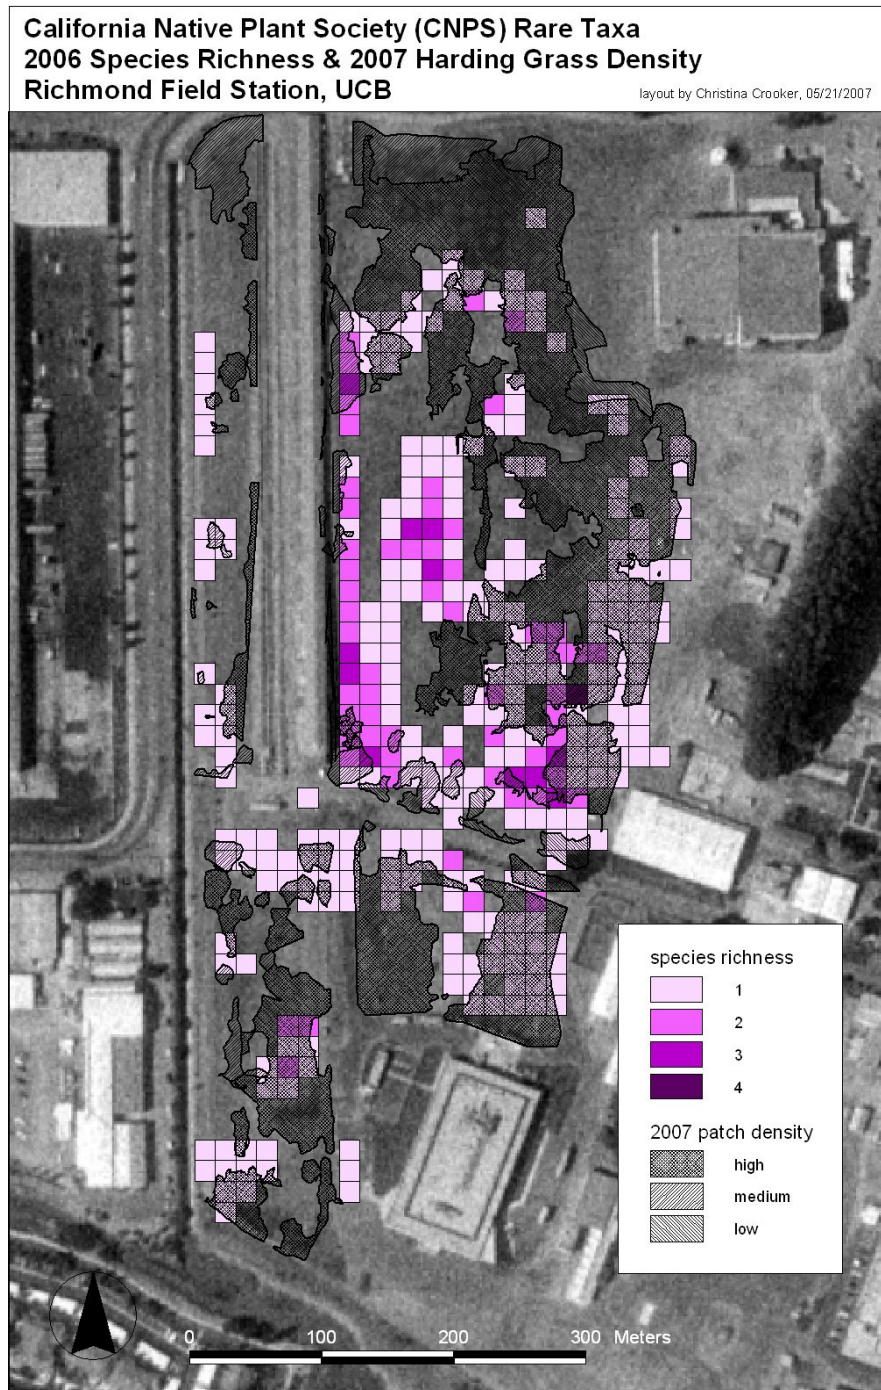 California Native Plant Society (CNPS) Rare Taxa
2006 Species Richness & 2007 Harding Grass Density
Richmond Field Station, UCB
layout by Christina Crooker, 05/21/2007
species richness
1
2
3
4
2007 patch density
high
medium
low
0 100 200 300 Meters